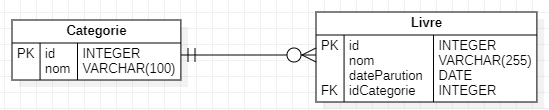 Categorie
PK id INTEGER
nom VARCHAR(100)
Livre
PK id INTEGER
nom VARCHAR(255)
dateParution DATE
FK idCategorie INTEGER